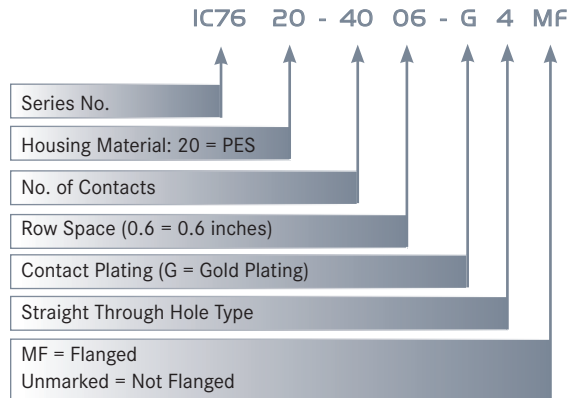 IC76 20 - 40 06 - G 4 MF
Series No.
Housing Material: 20 = PES
No. of Contacts
Row Space (0.6 = 0.6 inches)
Contact Plating (G = Gold Plating)
Straight Through Hole Type
MF = Flanged
Unmarked = Not Flanged